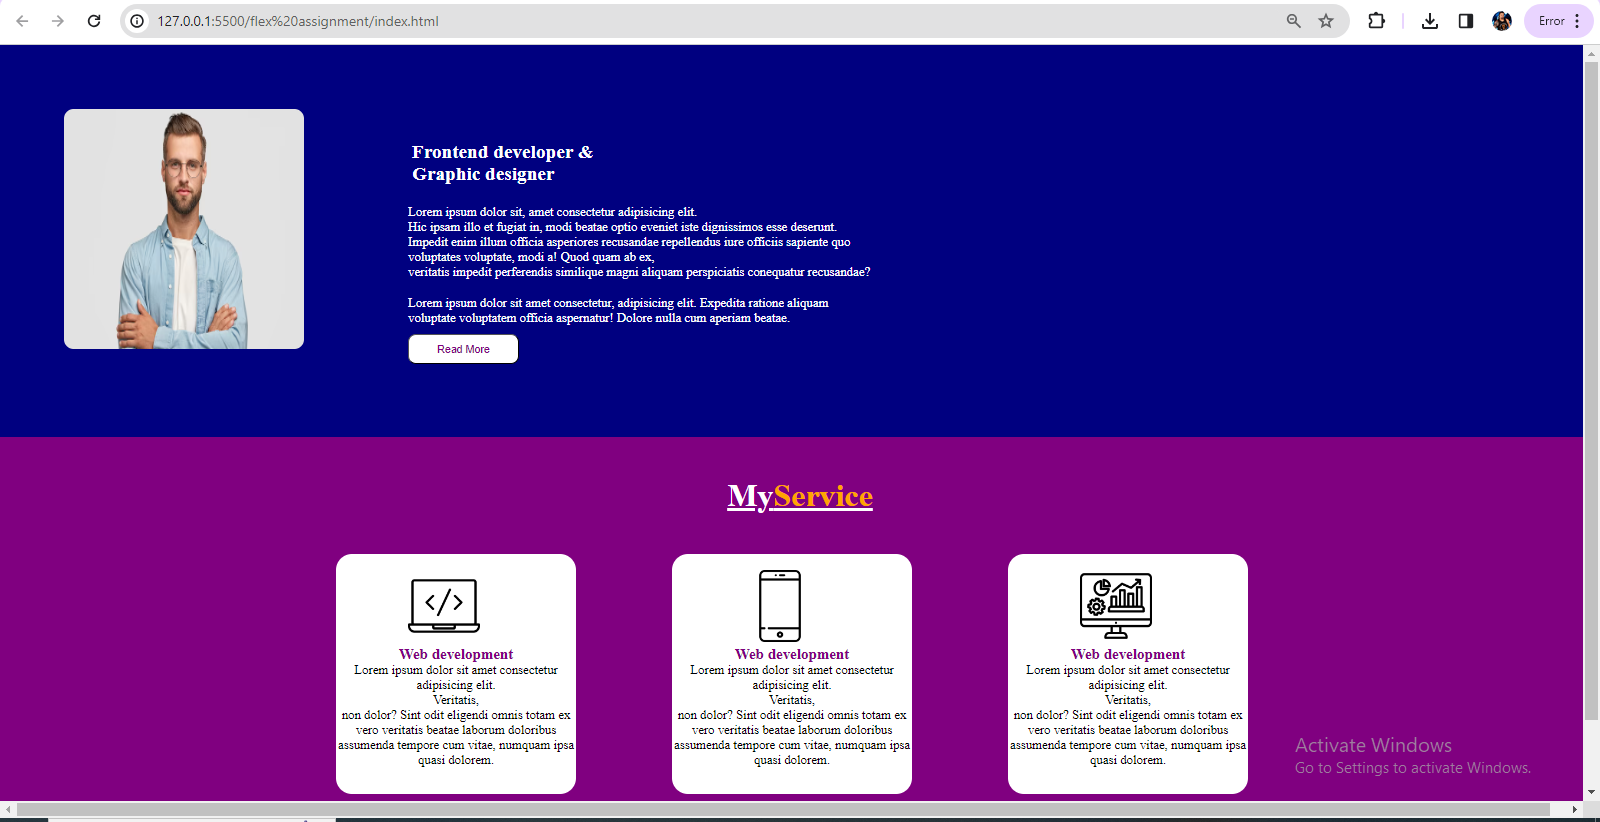 127.0.0.1:5500/flex%20assignment/index.html
Error
Frontend developer &
Graphic designer
Lorem ipsum dolor sit, amet consectetur adipisicing elit.
Hic ipsam illo et fugiat in, modi beatae optio eveniet iste dignissimos esse deserunt.
Impedit enim illum officia asperiores recusandae repellendus iure officiis sapiente quo
voluptates voluptate, modi a! Quod quam ab ex,
veritatis impedit perferendis similique magni aliquam perspiciatis conequatur recusandae?
Lorem ipsum dolor sit amet consectetur, adipisicing elit. Expedita ratione aliquam
voluptate voluptatem officia aspernatur! Dolore nulla cum aperiam beatae.
Read More
MyService
Web development
Lorem ipsum dolor sit amet consectetur
adipisicing elit.
Veritatis,
non dolor? Sint odit eligendi omnis totam ex
vero veritatis beatae laborum doloribus
assumenda tempore cum vitae, numquam ipsa
quasi dolorem.
Web development
Lorem ipsum dolor sit amet consectetur
adipisicing elit.
Veritatis,
non dolor? Sint odit eligendi omnis totam ex
vero veritatis beatae laborum doloribus
assumenda tempore cum vitae, numquam ipsa
quasi dolorem.
Web development
Lorem ipsum dolor sit amet consectetur
adipisicing elit.
Veritatis,
non dolor? Sint odit eligendi omnis totam ex
vero veritatis beatae laborum doloribus
assumenda tempore cum vitae, numquam ipsa
quasi dolorem.
Activate Windows
Go to Settings to activate Windows.